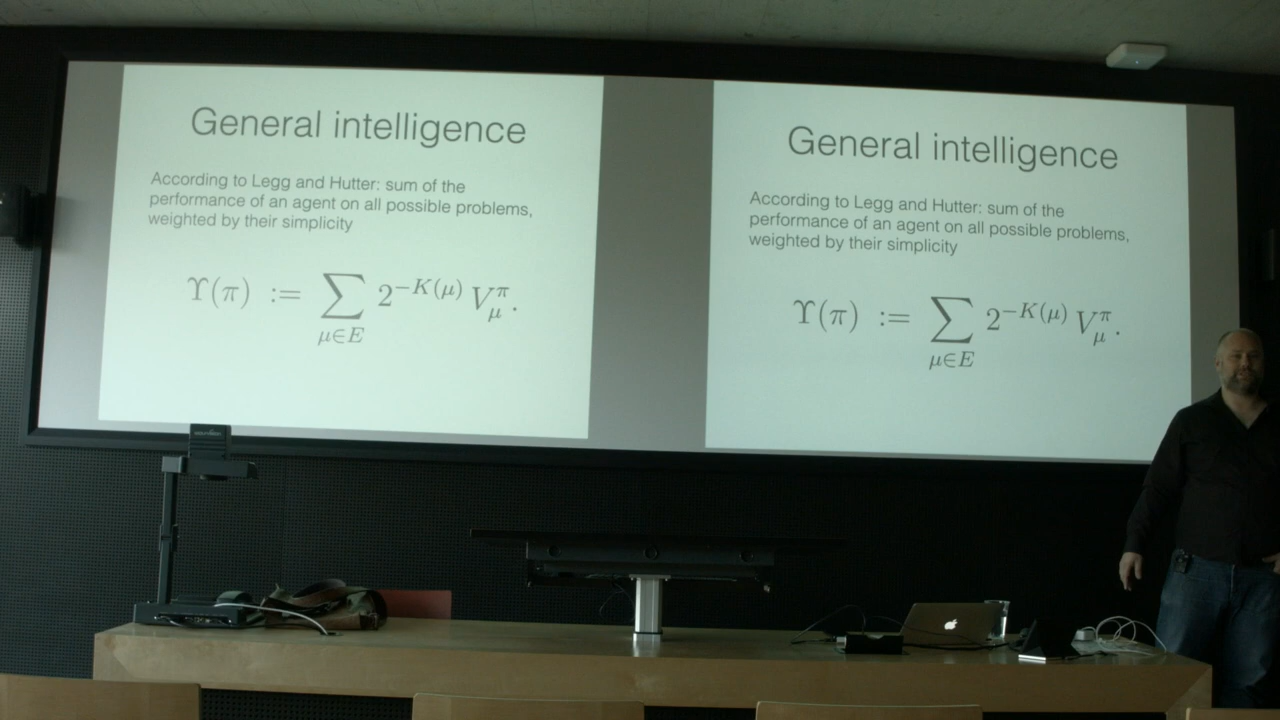 General intelligence
According to Legg and Hutter: sum of the
performance of an agent on all possible problems,
weighted by their simplicity
ϒ(π) := ∑_{μ∈E} 2^{-K(μ)} V_μ^π.
General intelligence
According to Legg and Hutter: sum of the
performance of an agent on all possible problems,
weighted by their simplicity
ϒ(π) := ∑_{μ∈E} 2^{-K(μ)} V_μ^π.